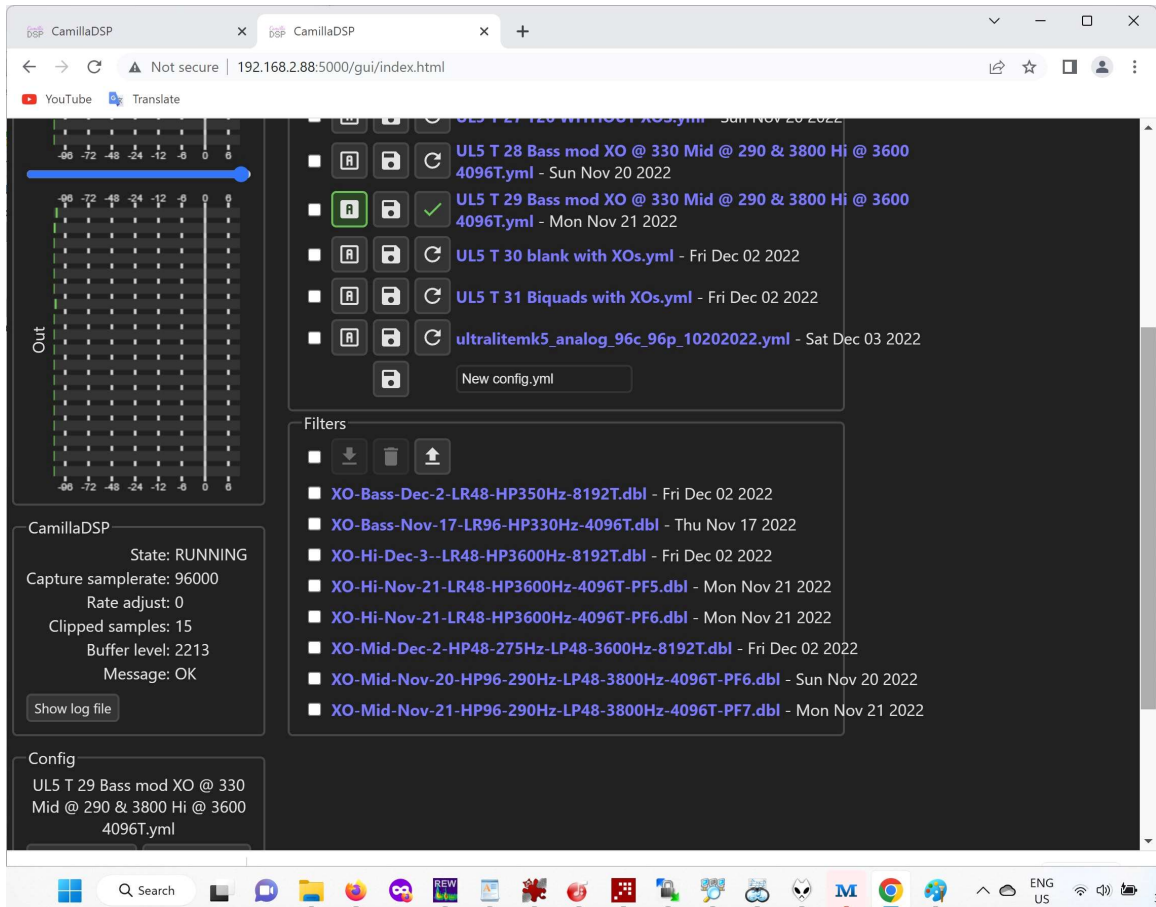 CamillaDSP
CamillaDSP
Not secure
192.168.2.88:5000/gui/index.html
YouTube
Translate
-96 -72 -48 -24 -12 -6 0 6
-96 -72 -48 -24 -12 -6 0 6
Out
-96 -72 -48 -24 -12 -6 0 6
CamillaDSP
State: RUNNING
Capture samplerate: 96000
Rate adjust: 0
Clipped samples: 15
Buffer level: 2213
Message: OK
Show log file
Config
UL5 T 29 Bass mod XO @ 330
Mid @ 290 & 3800 Hi @ 3600
4096T.yml
UL5 T 28 Bass mod XO @ 330 Mid @ 290 & 3800 Hi @ 3600
4096T.yml - Sun Nov 20 2022
UL5 T 29 Bass mod XO @ 330 Mid @ 290 & 3800 Hi @ 3600
4096T.yml - Mon Nov 21 2022
UL5 T 30 blank with XOs.yml - Fri Dec 02 2022
UL5 T 31 Biquads with XOs.yml - Fri Dec 02 2022
ultralitemk5_analog_96c_96p_10202022.yml - Sat Dec 03 2022
New config.yml
Filters
XO-Bass-Dec-2-LR48-HP350Hz-8192T.dbl - Fri Dec 02 2022
XO-Bass-Nov-17-LR96-HP330Hz-4096T.dbl - Thu Nov 17 2022
XO-Hi-Dec-3--LR48-HP3600Hz-8192T.dbl - Fri Dec 02 2022
XO-Hi-Nov-21-LR48-HP3600Hz-4096T-PF5.dbl - Mon Nov 21 2022
XO-Hi-Nov-21-LR48-HP3600Hz-4096T-PF6.dbl - Mon Nov 21 2022
XO-Mid-Dec-2-HP48-275Hz-LP48-3600Hz-8192T.dbl - Fri Dec 02 2022
XO-Mid-Nov-20-HP96-290Hz-LP48-3800Hz-4096T-PF6.dbl - Sun Nov 20 2022
XO-Mid-Nov-21-HP96-290Hz-LP48-3800Hz-4096T-PF7.dbl - Mon Nov 21 2022
Search
REW
M
ENG
US